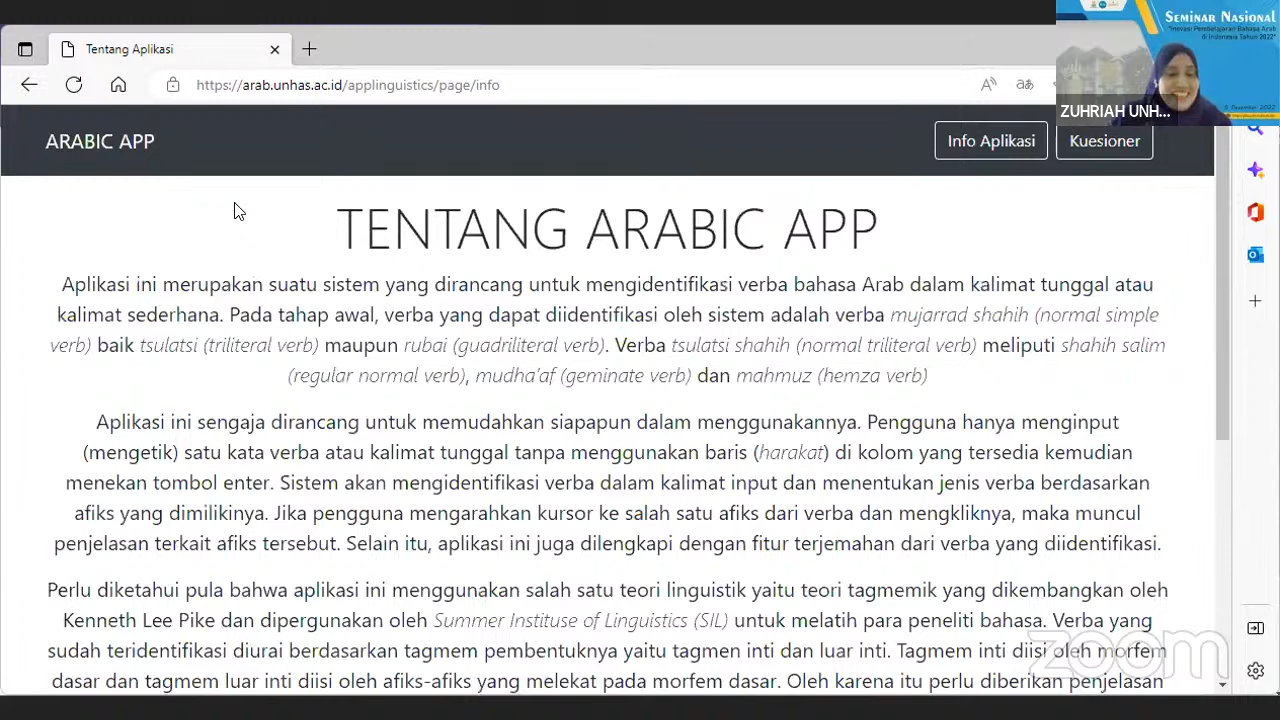 Tentang Aplikasi
https://arab.unhas.ac.id/applinguistics/page/info
SEMINAR NASIONAL
"Inovasi Pembelajaran Bahasa Arab
di Indonesia Tahun 2022"
ZUHRIAH UNH...
ARABIC APP
Info Aplikasi
Kuesioner
TENTANG ARABIC APP
Aplikasi ini merupakan suatu sistem yang dirancang untuk mengidentifikasi verba bahasa Arab dalam kalimat tunggal atau
kalimat sederhana. Pada tahap awal, verba yang dapat diidentifikasi oleh sistem adalah verba mujarrad shahih (normal simple
verb) baik tsulatsi (triliteral verb) maupun rubai (guadriliteral verb). Verba tsulatsi shahih (normal triliteral verb) meliputi shahih salim
(regular normal verb), mudha'af (geminate verb) dan mahmuz (hemza verb)
Aplikasi ini sengaja dirancang untuk memudahkan siapapun dalam menggunakannya. Pengguna hanya menginput
(mengetik) satu kata verba atau kalimat tunggal tanpa menggunakan baris (harakat) di kolom yang tersedia kemudian
menekan tombol enter. Sistem akan mengidentifikasi verba dalam kalimat input dan menentukan jenis verba berdasarkan
afiks yang dimilikinya. Jika pengguna mengarahkan kursor ke salah satu afiks dari verba dan mengkliknya, maka muncul
penjelasan terkait afiks tersebut. Selain itu, aplikasi ini juga dilengkapi dengan fitur terjemahan dari verba yang diidentifikasi.
Perlu diketahui pula bahwa aplikasi ini menggunakan salah satu teori linguistik yaitu teori tagmemik yang dikembangkan oleh
Kenneth Lee Pike dan dipergunakan oleh Summer Instituse of Linguistics (SIL) untuk melatih para peneliti bahasa. Verba yang
sudah teridentifikasi diurai berdasarkan tagmem pembentuknya yaitu tagmen inti dan luar inti. Tagmem inti diisi oleh morfem
dasar dan tagmem luar inti diisi oleh afiks-afiks yang melekat pada morfem dasar. Oleh karena itu perlu diberikan penjelasan
zoom